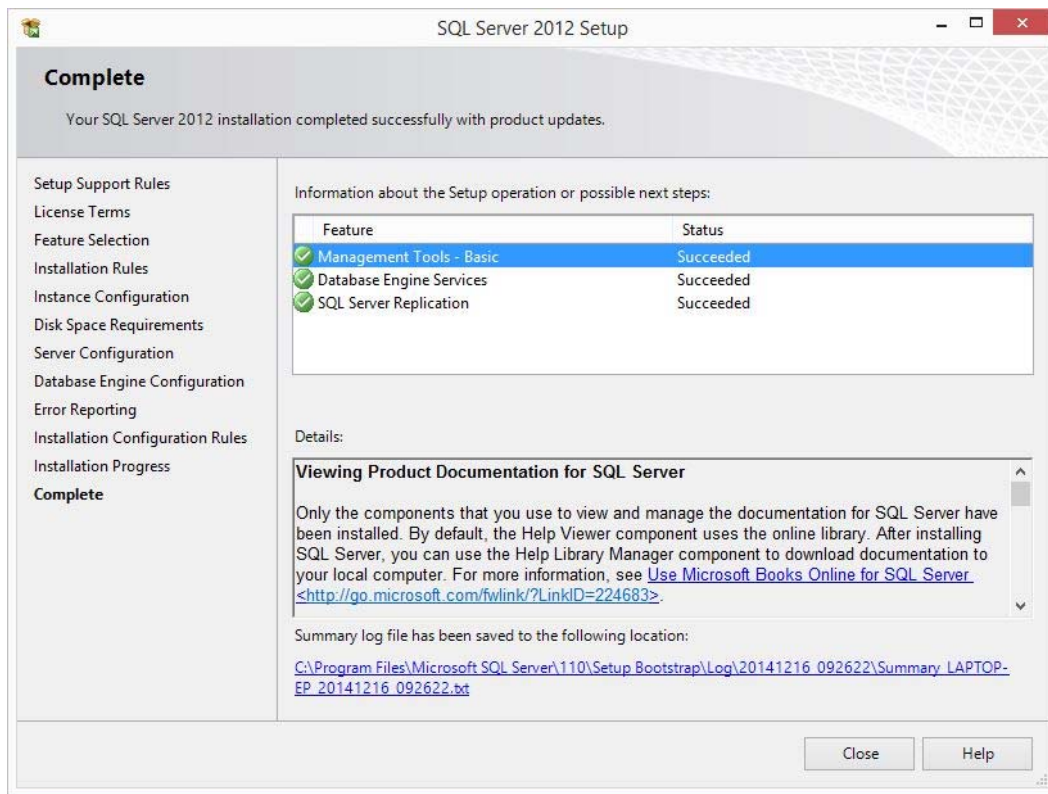 SQL Server 2012 Setup
Complete
Your SQL Server 2012 installation completed successfully with product updates.
Setup Support Rules
License Terms
Feature Selection
Installation Rules
Instance Configuration
Disk Space Requirements
Server Configuration
Database Engine Configuration
Error Reporting
Installation Configuration Rules
Installation Progress
Complete
Information about the Setup operation or possible next steps:
Feature Status
Management Tools - Basic Succeeded
Database Engine Services Succeeded
SQL Server Replication Succeeded
Details:
Viewing Product Documentation for SQL Server
Only the components that you use to view and manage the documentation for SQL Server have
been installed. By default, the Help Viewer component uses the online library. After installing
SQL Server, you can use the Help Library Manager component to download documentation to
your local computer. For more information, see Use Microsoft Books Online for SQL Server
<http://go.microsoft.com/fwlink/?LinkID=224683>.
Summary log file has been saved to the following location:
C:\Program Files\Microsoft SQL Server\110\Setup Bootstrap\Log\20141216_092622\Summary_LAPTOP-
EP_20141216_092622.txt
Close Help